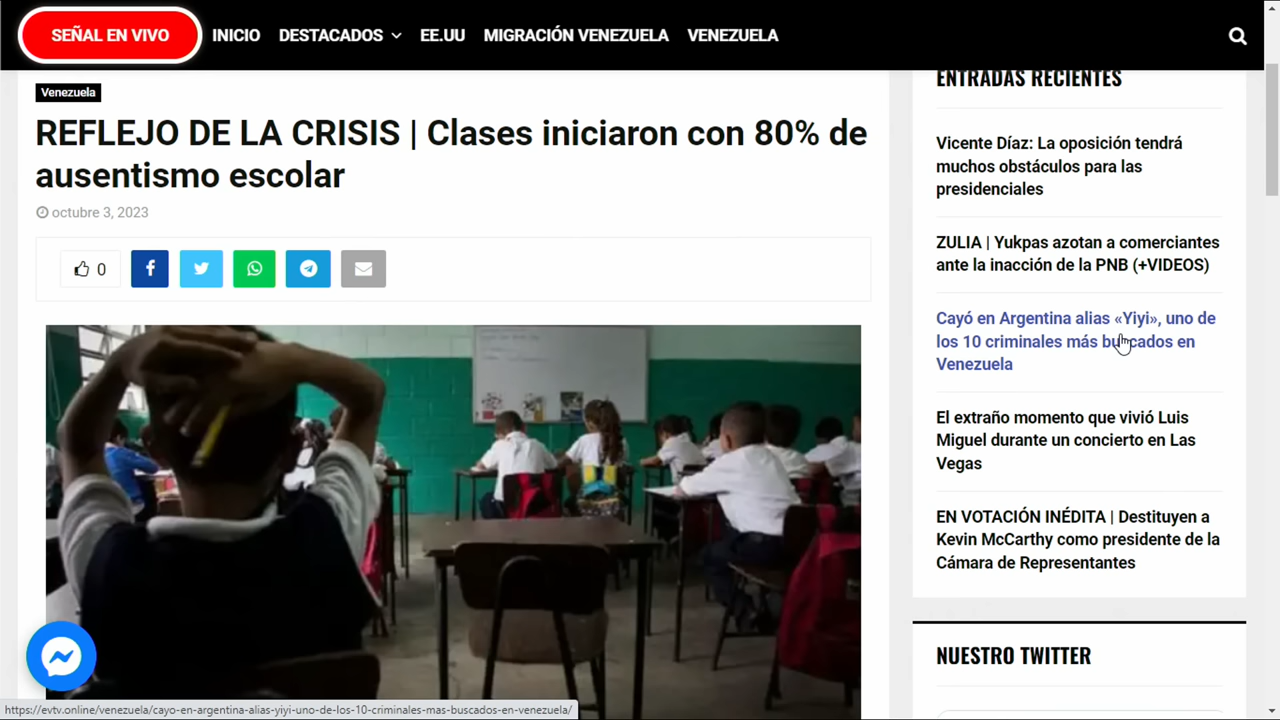 SEÑAL EN VIVO
INICIO
DESTACADOS
EE.UU
MIGRACIÓN VENEZUELA
VENEZUELA
Venezuela
REFLEJO DE LA CRISIS | Clases iniciaron con 80% de
ausentismo escolar
octubre 3, 2023
0
ENTRADAS RECIENTES
Vicente Díaz: La oposición tendrá
muchos obstáculos para las
presidenciales
ZULIA | Yukpas azotan a comerciantes
ante la inacción de la PNB (+VIDEOS)
Cayó en Argentina alias «Yiyi», uno de
los 10 criminales más buscados en
Venezuela
El extraño momento que vivió Luis
Miguel durante un concierto en Las
Vegas
EN VOTACIÓN INÉDITA | Destituyen a
Kevin McCarthy como presidente de la
Cámara de Representantes
NUESTRO TWITTER
https://evtv.online/venezuela/cayo-en-argentina-alias-yiyi-uno-de-los-10-criminales-mas-buscados-en-venezuela/